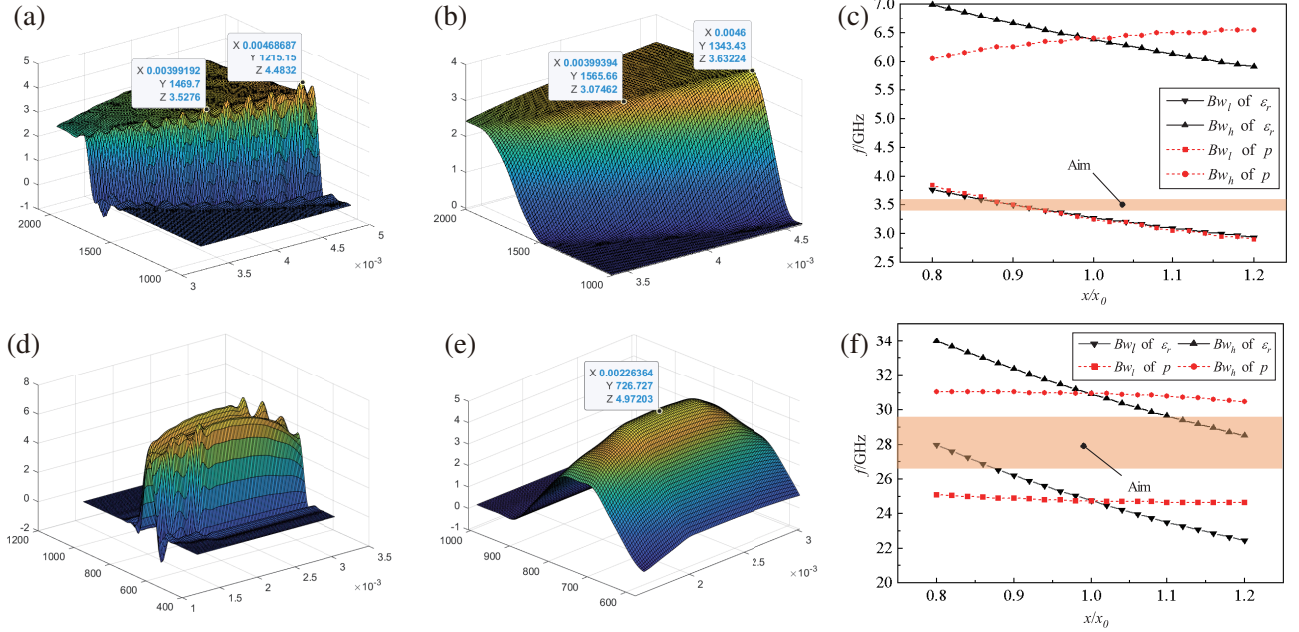 (a)
X 0.00468687
Y 1215.15
Z 4.4832
X 0.00399192
Y 1469.7
Z 3.5276
5
4
3
2
1
0
-1
2000
1500
1000
3
3.5
4
4.5
5
×10⁻³
(b)
X 0.0046
Y 1343.43
Z 3.63224
X 0.00399394
Y 1565.66
Z 3.07462
4
3
2
1
0
2000
1500
1000
3.5
4
4.5
×10⁻³
(c)
7.0
6.5
6.0
f/GHz
Bw_l of ε_r
Bw_h of ε_r
Bw_l of p
Bw_h of p
Aim
4.5
4.0
3.5
3.0
2.5
0.8 0.9 1.0 1.1 1.2
x/x₀
(d)
8
6
4
2
0
-2
1200
1000
800
600
400
1
1.5
2
2.5
3
3.5
×10⁻³
(e)
X 0.00226364
Y 726.727
Z 4.97203
5
4
3
2
1
0
-1
1000
900
800
700
600
2
2.5
3
×10⁻³
(f)
Bw_l of ε_r Bw_h of ε_r
Bw_l of p Bw_h of p
34
33
31
30
f/GHz
28
Aim
26
24
22
20
0.8 0.9 1.0 1.1 1.2
x/x₀